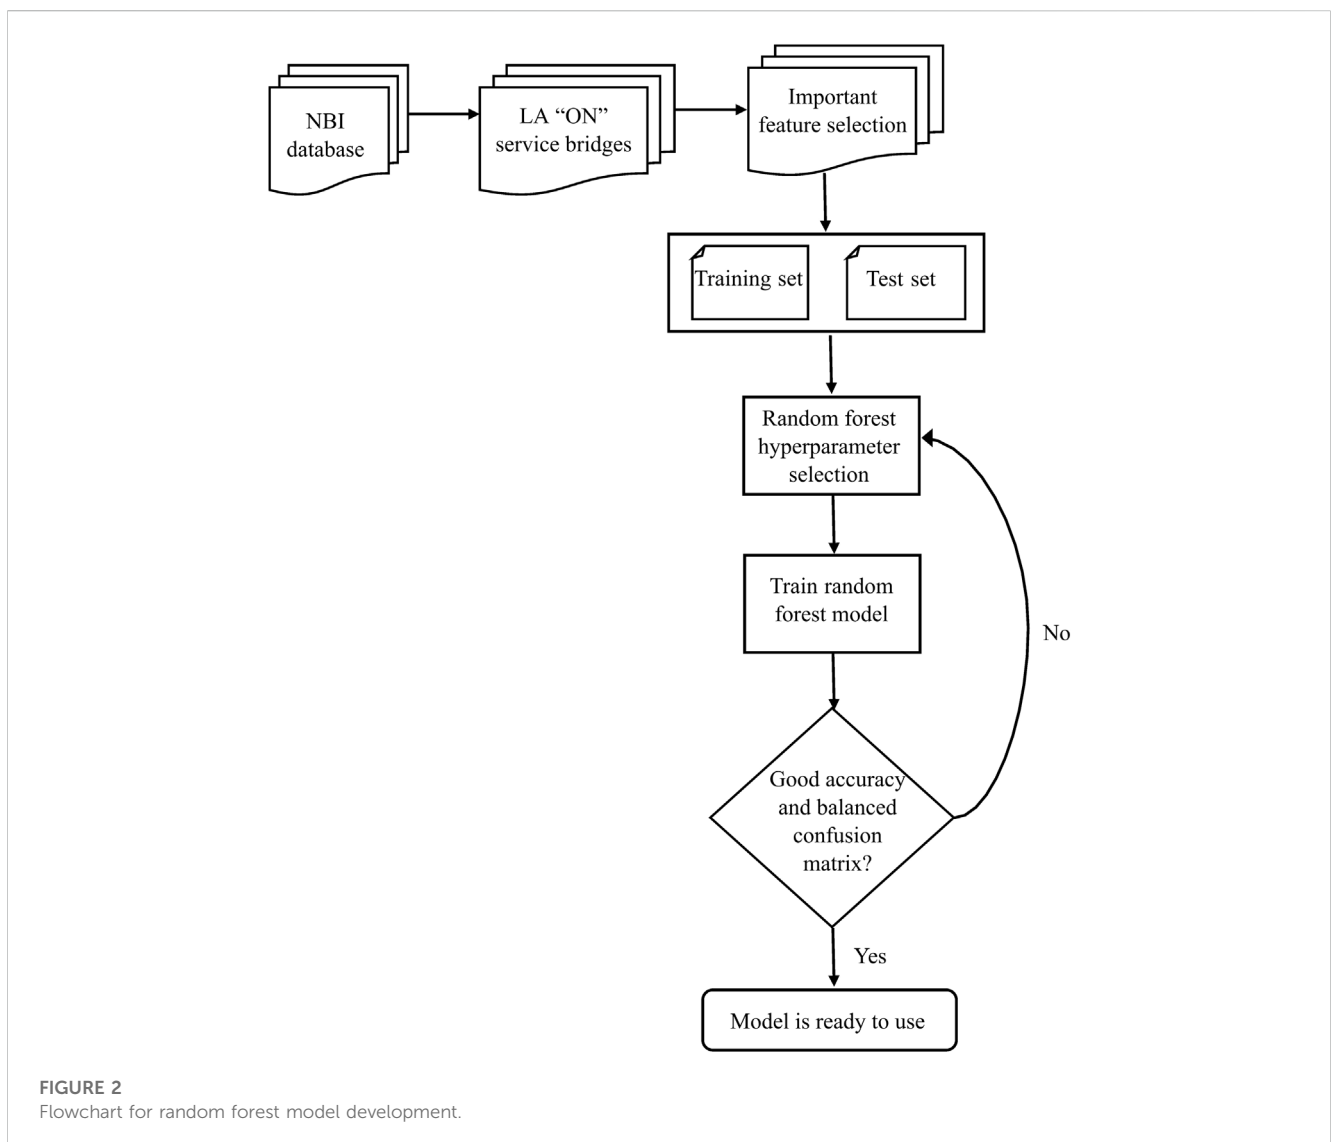 NBI
database
LA “ON”
service bridges
Important
feature selection
Training set
Test set
Random forest
hyperparameter
selection
Train random
forest model
No
Good accuracy
and balanced
confusion
matrix?
Yes
Model is ready to use
FIGURE 2
Flowchart for random forest model development.